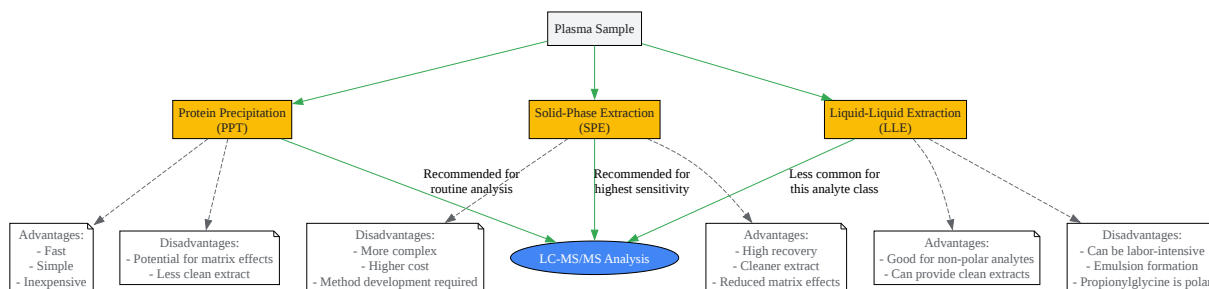 Plasma Sample
Protein Precipitation
(PPT)
Solid-Phase Extraction
(SPE)
Liquid-Liquid Extraction
(LLE)
Recommended for
routine analysis
Recommended for
highest sensitivity
Less common for
this analyte class
Advantages:
- Fast
- Simple
- Inexpensive
Disadvantages:
- Potential for matrix effects
- Less clean extract
Disadvantages:
- More complex
- Higher cost
- Method development required
LC-MS/MS Analysis
Advantages:
- High recovery
- Cleaner extract
- Reduced matrix effects
Advantages:
- Good for non-polar analytes
- Can provide clean extracts
Disadvantages:
- Can be labor-intensive
- Emulsion formation
- Propionylglycine is polar